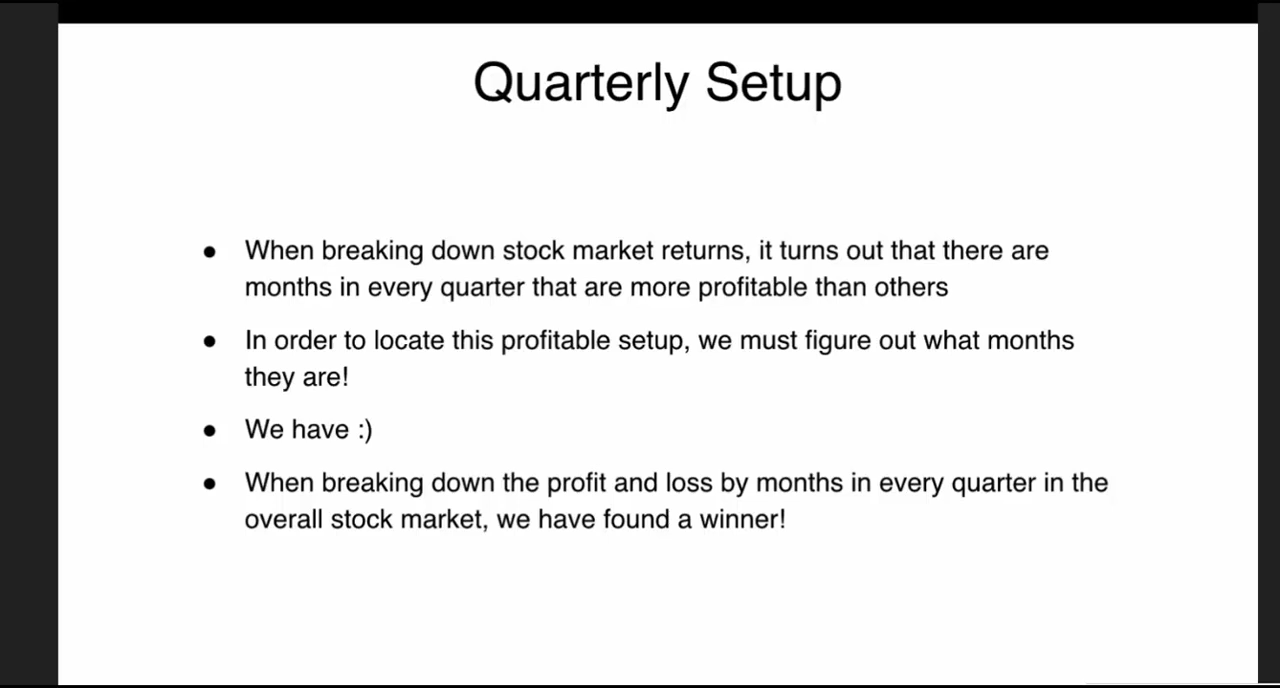 Quarterly Setup
● When breaking down stock market returns, it turns out that there are
months in every quarter that are more profitable than others
● In order to locate this profitable setup, we must figure out what months
they are!
● We have :)
● When breaking down the profit and loss by months in every quarter in the
overall stock market, we have found a winner!